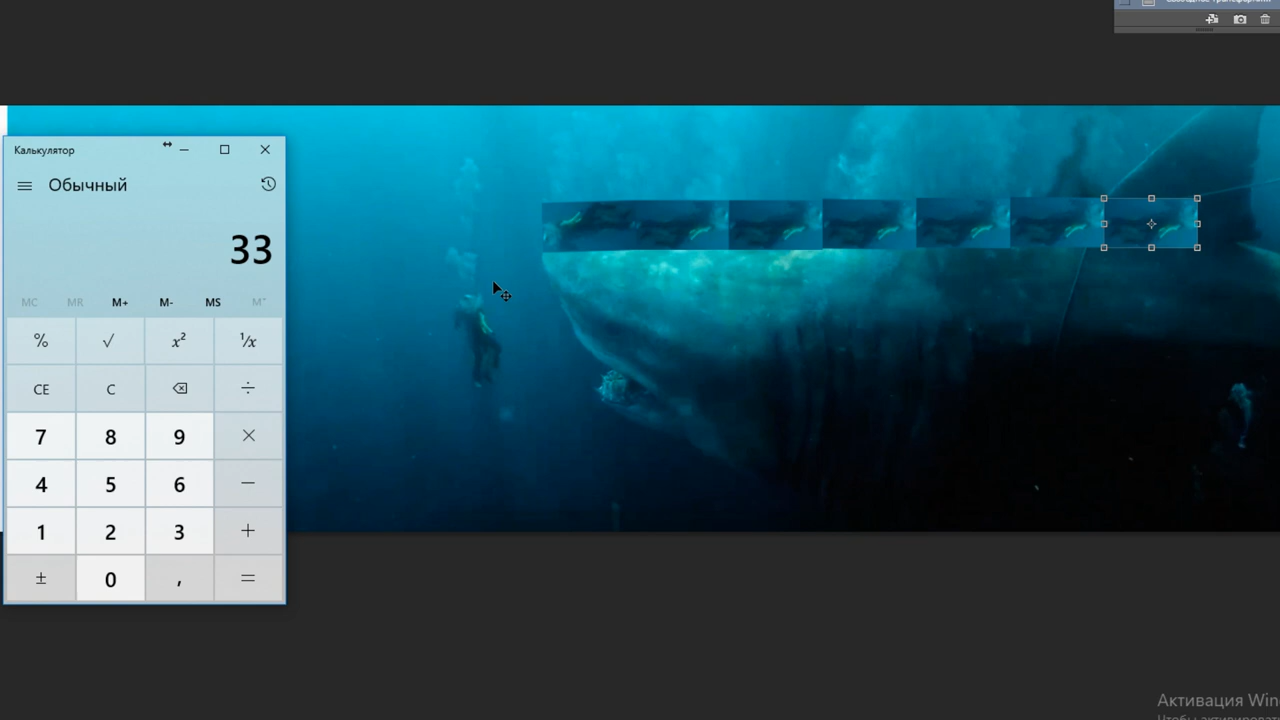 Калькулятор
Обычный
33
MC MR M+ M- MS M˅
% √ x² ¹/x
CE C ⌫ ÷
7 8 9 ×
4 5 6 −
1 2 3 +
± 0 , =
Активация Win